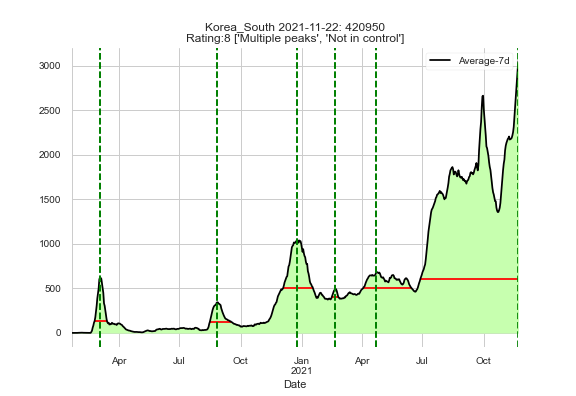 Korea_South 2021-11-22: 420950
Rating:8 ['Multiple peaks', 'Not in control']
Average-7d
3000
2500
2000
1500
1000
500
0
Apr
Jul
Oct
Jan
2021
Apr
Jul
Oct
Date